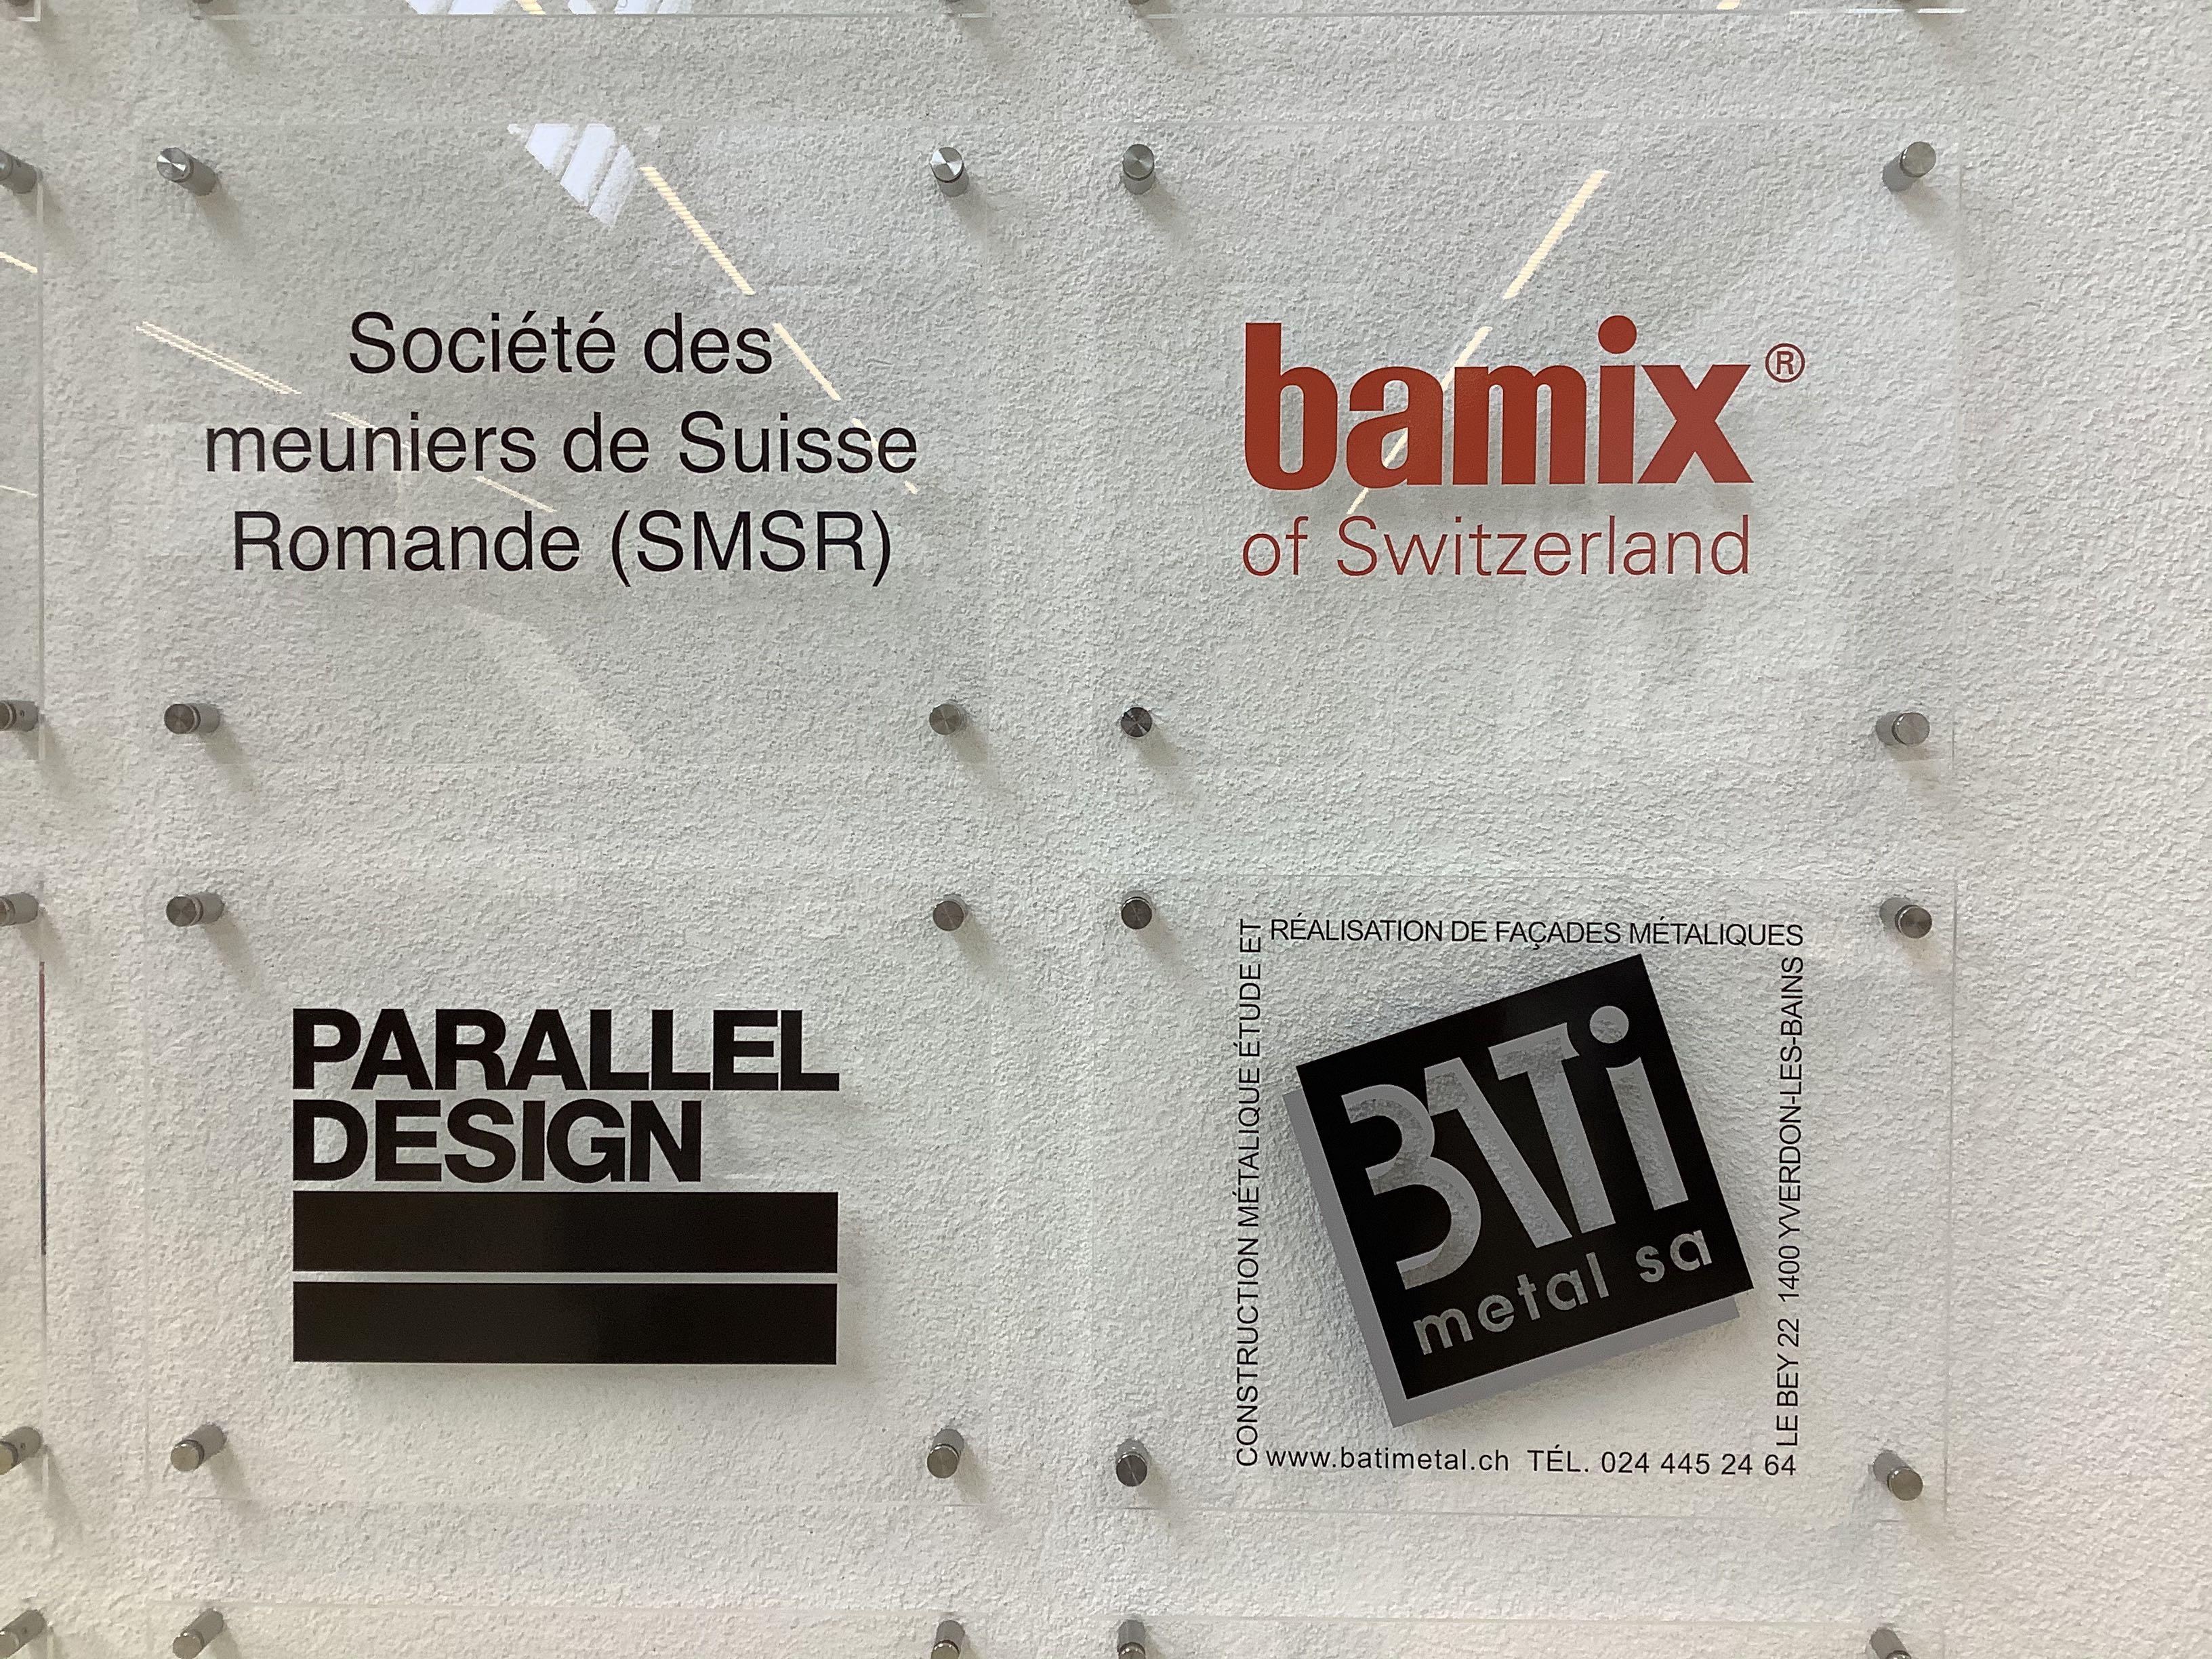 Société des
meuniers de Suisse
Romande (SMSR)
bamix®
of Switzerland
PARALLEL
DESIGN
CONSTRUCTION MÉTALIQUE ÉTUDE ET
RÉALISATION DE FAÇADES MÉTALIQUES
BATi
metal sa
LE BEY 22 1400 YVERDON-LES-BAINS
www.batimetal.ch TÉL. 024 445 24 64